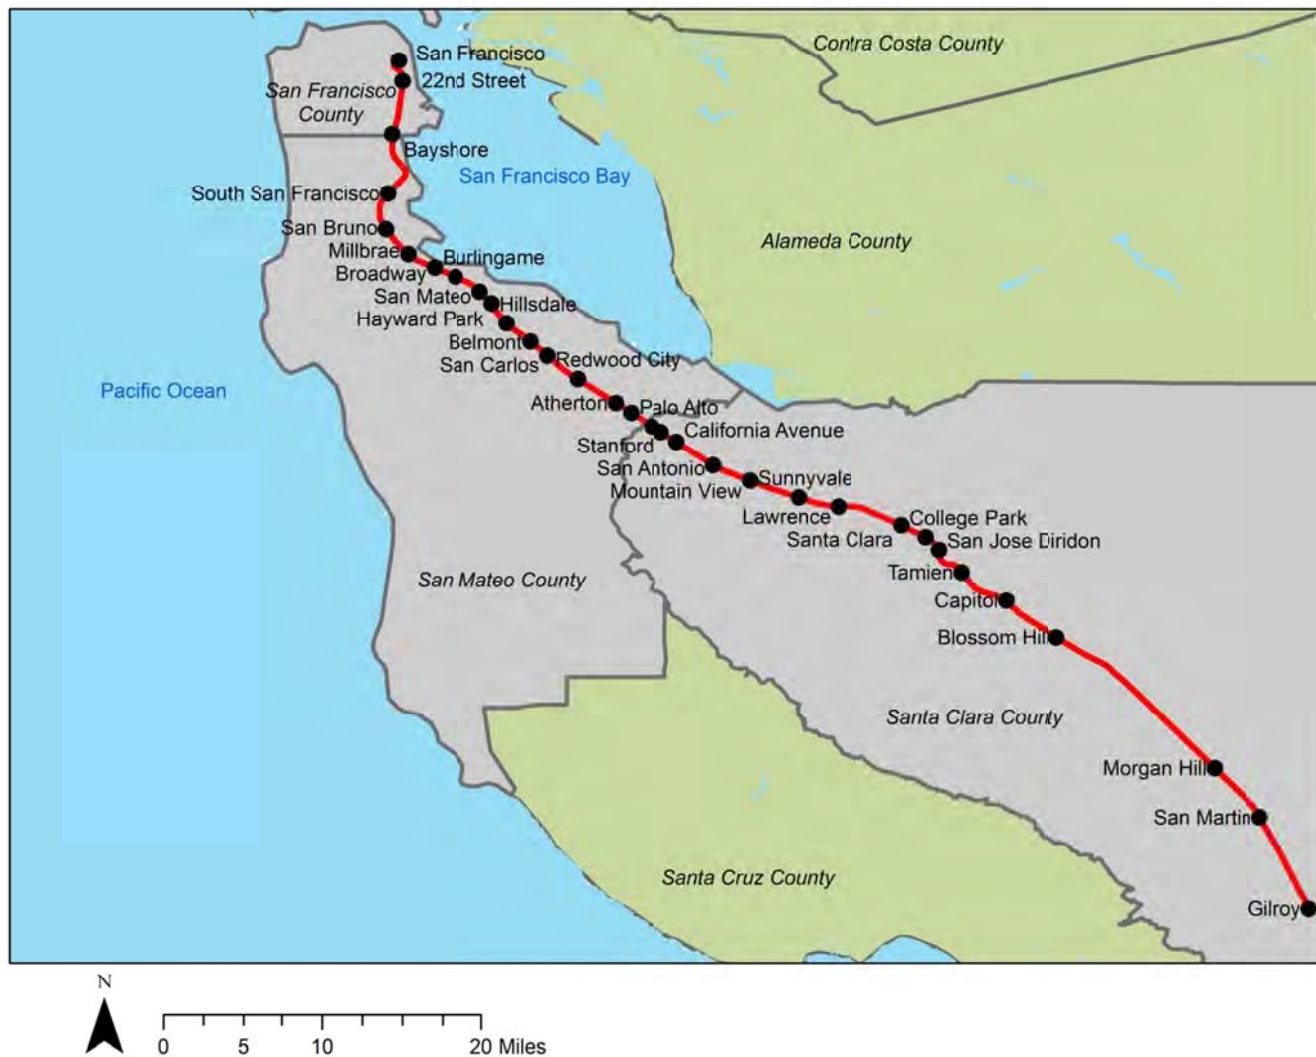 Contra Costa County
San Francisco
22nd Street
San Francisco
County
Bayshore
San Francisco Bay
South San Francisco
San Bruno
Alameda County
Millbrae
Burlingame
Broadway
San Mateo
Hillsdale
Hayward Park
Belmont
San Carlos
Redwood City
Pacific Ocean
Atherton
Palo Alto
California Avenue
Stanford
San Antonio
Sunnyvale
Mountain View
Lawrence
College Park
Santa Clara
San Jose Diridon
Tamien
San Mateo County
Capitol
Blossom Hill
Santa Clara County
Morgan Hill
San Martin
Santa Cruz County
Gilroy
N
0 5 10 20 Miles